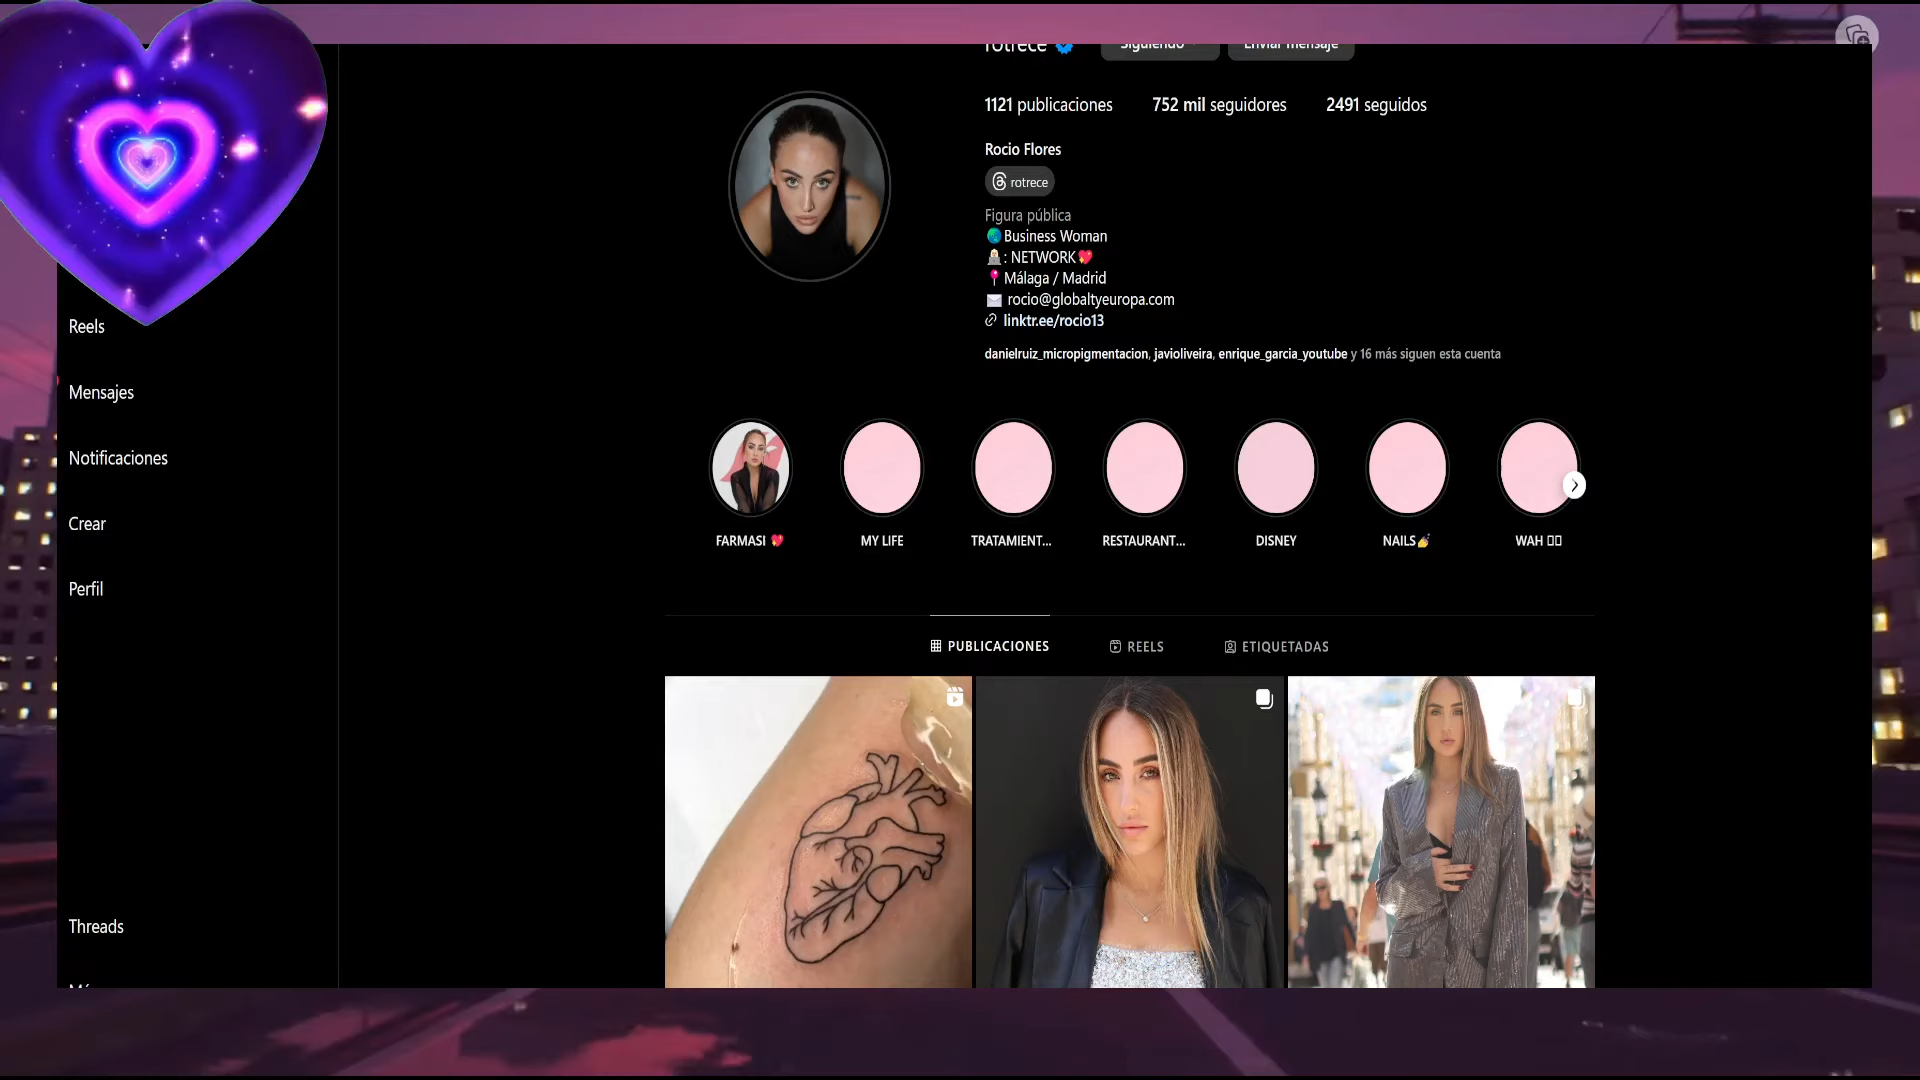 rotrece Siguiendo Enviar mensaje
1121 publicaciones 752 mil seguidores 2491 seguidos
Rocio Flores
rotrece
Figura pública
Business Woman
: NETWORK
Málaga / Madrid
rocio@globaltyeuropa.com
linktr.ee/rocio13
danielruiz_micropigmentacion, javioliveira, enrique_garcia_youtube y 16 más siguen esta cuenta
Reels
Mensajes
Notificaciones
Crear
Perfil
Threads
FARMASI MY LIFE TRATAMIENT... RESTAURANT... DISNEY NAILS WAH
PUBLICACIONES REELS ETIQUETADAS